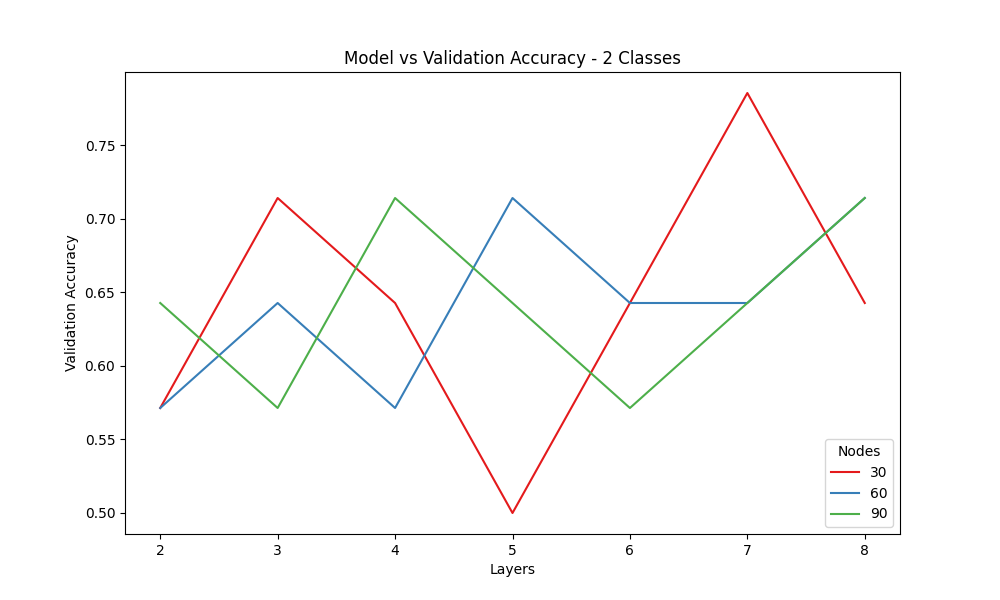 Model vs Validation Accuracy - 2 Classes
Validation Accuracy
0.75
0.70
0.65
0.60
0.55
0.50
2 3 4 5 6 7 8
Layers
Nodes
30
60
90